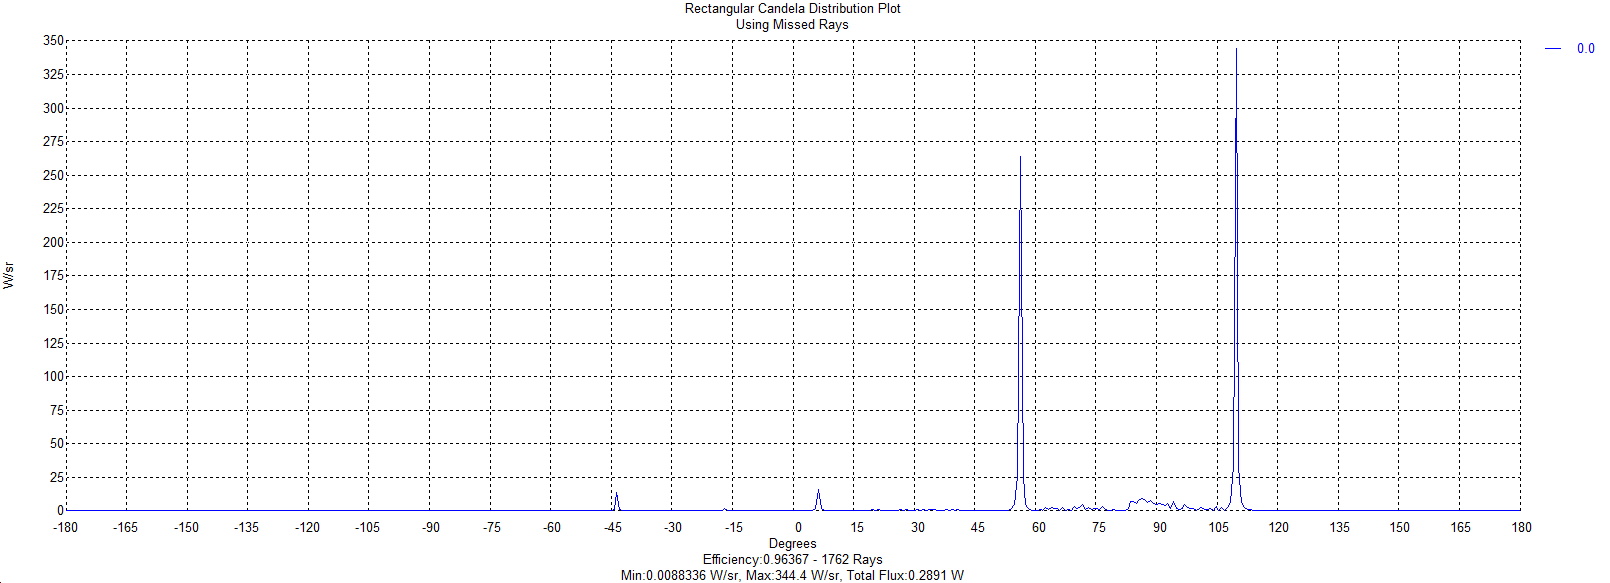 Rectangular Candela Distribution Plot
Using Missed Rays
350
325
300
275
250
225
200
175
150
125
100
75
50
25
0
W/sr
0.0
-180 -165 -150 -135 -120 -105 -90 -75 -60 -45 -30 -15 0 15 30 45 60 75 90 105 120 135 150 165 180
Degrees
Efficiency:0.96367 - 1762 Rays
Min:0.0088336 W/sr, Max:344.4 W/sr, Total Flux:0.2891 W